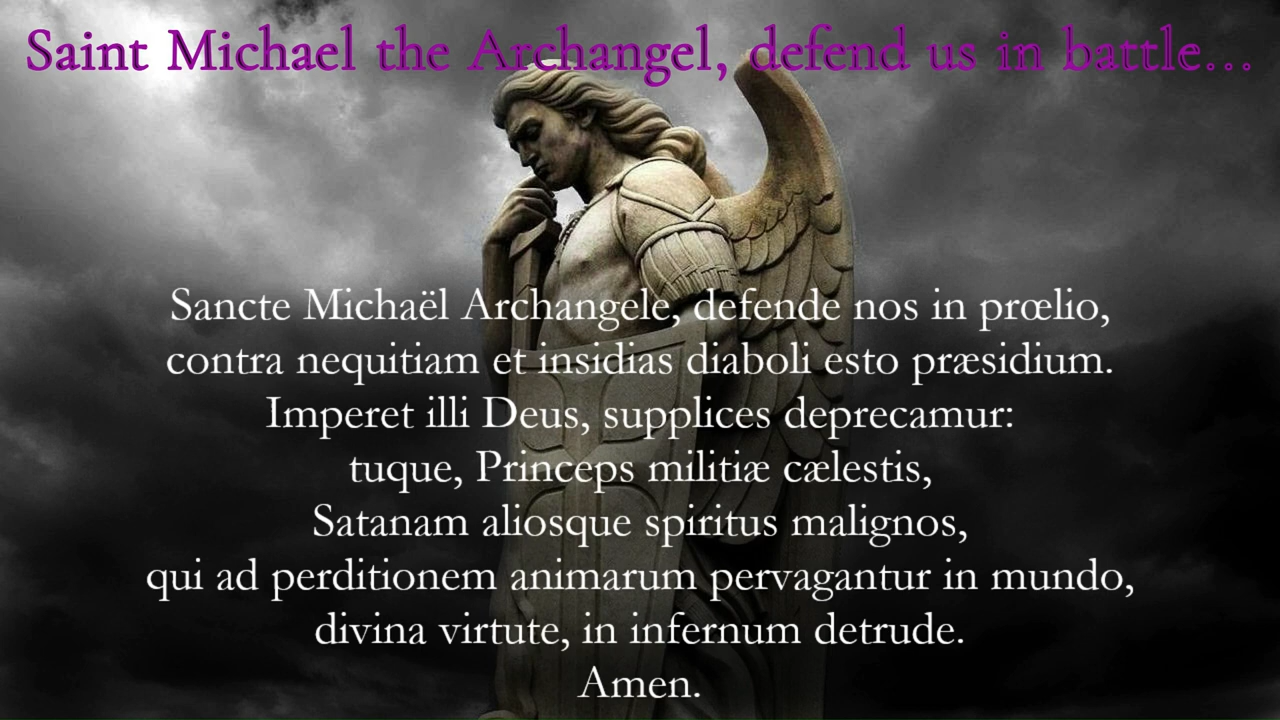 Saint Michael the Archangel, defend us in battle...
Sancte Michaël Archangele, defende nos in prœlio,
contra nequitiam et insidias diaboli esto præsidium.
Imperet illi Deus, supplices deprecamur:
tuque, Princeps militiæ cælestis,
Satanam aliosque spiritus malignos,
qui ad perditionem animarum pervagantur in mundo,
divina virtute, in infernum detrude.
Amen.